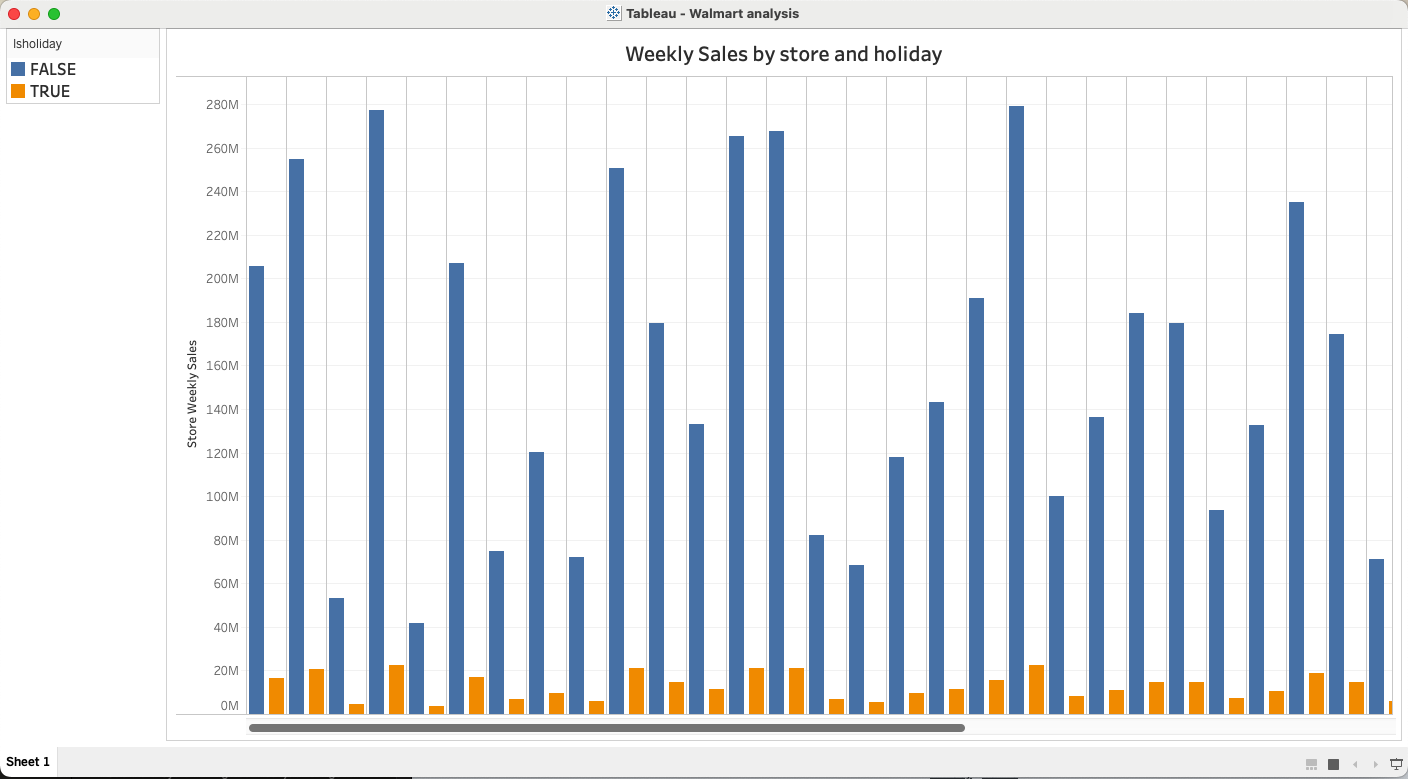 Tableau - Walmart analysis
Isholiday
FALSE
TRUE
Weekly Sales by store and holiday
280M
260M
240M
220M
200M
180M
160M
140M
120M
100M
80M
60M
40M
20M
0M
Store Weekly Sales
Sheet 1